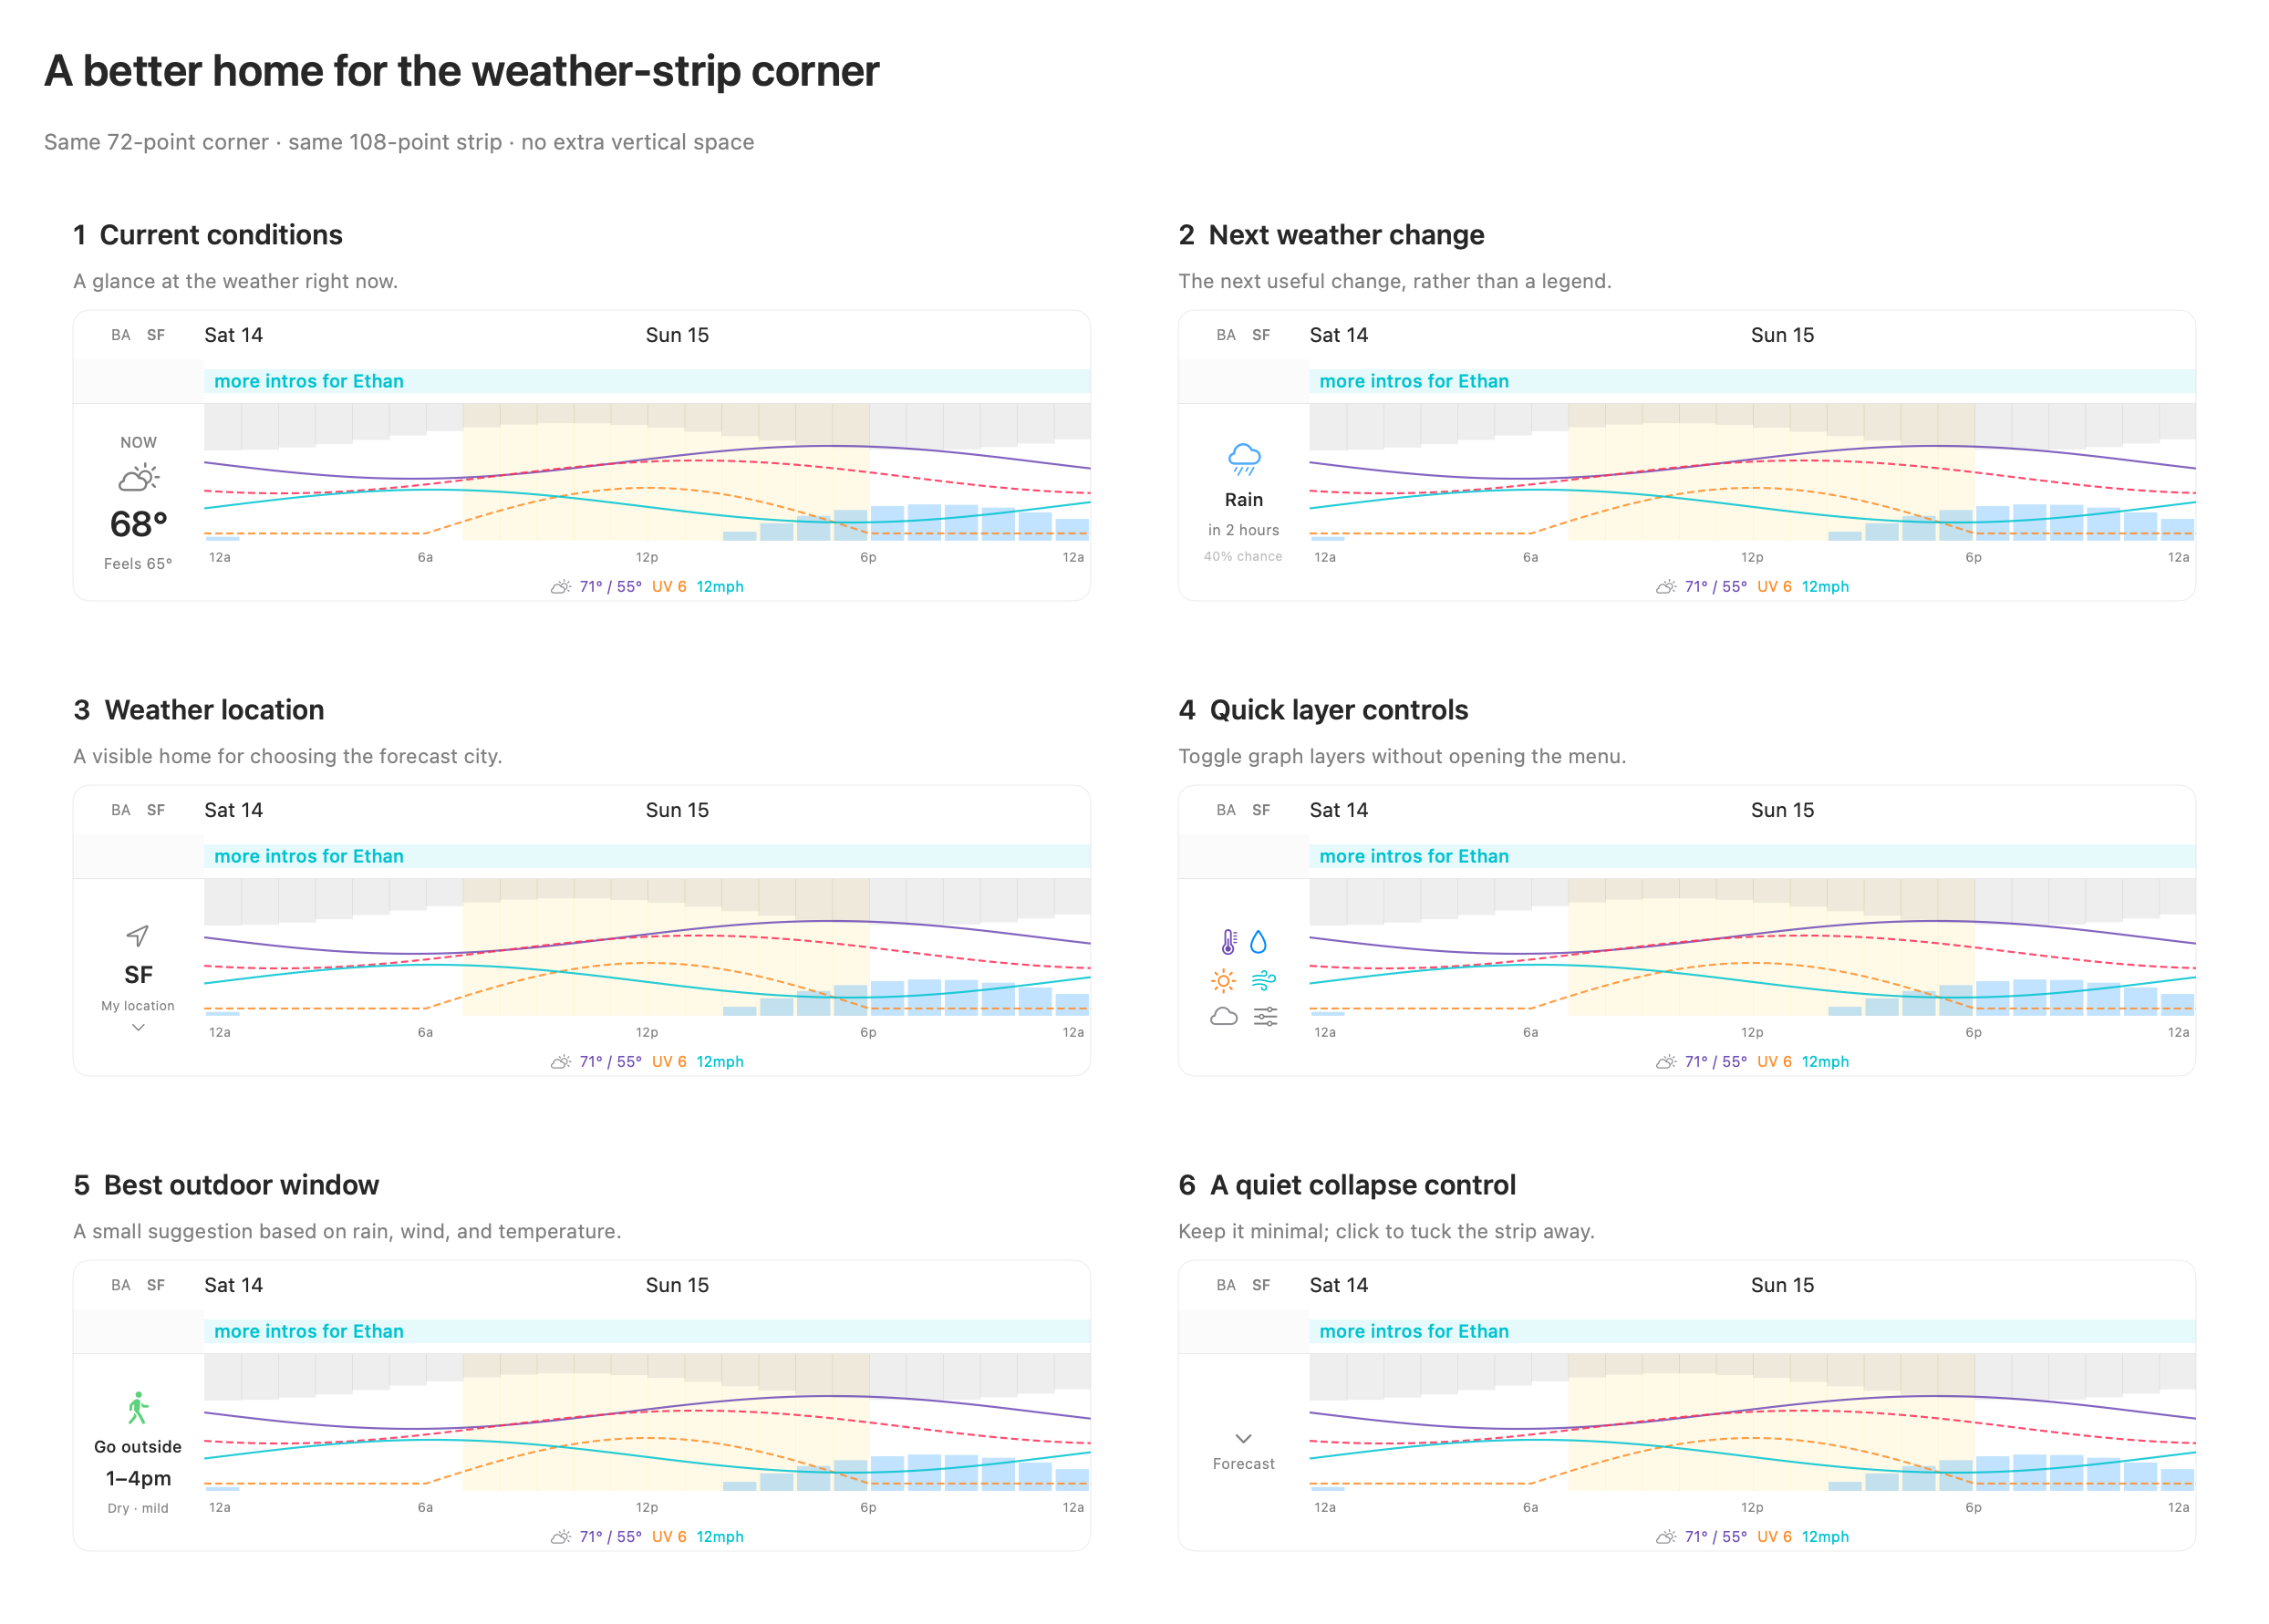 A better home for the weather-strip corner
Same 72-point corner · same 108-point strip · no extra vertical space
1 Current conditions
A glance at the weather right now.
BA SF Sat 14 Sun 15
more intros for Ethan
NOW
68°
Feels 65°
12a 6a 12p 6p 12a
71° / 55° UV 6 12mph
2 Next weather change
The next useful change, rather than a legend.
BA SF Sat 14 Sun 15
more intros for Ethan
Rain
in 2 hours
40% chance
12a 6a 12p 6p 12a
71° / 55° UV 6 12mph
3 Weather location
A visible home for choosing the forecast city.
BA SF Sat 14 Sun 15
more intros for Ethan
SF
My location
12a 6a 12p 6p 12a
71° / 55° UV 6 12mph
4 Quick layer controls
Toggle graph layers without opening the menu.
BA SF Sat 14 Sun 15
more intros for Ethan
12a 6a 12p 6p 12a
71° / 55° UV 6 12mph
5 Best outdoor window
A small suggestion based on rain, wind, and temperature.
BA SF Sat 14 Sun 15
more intros for Ethan
Go outside
1–4pm
Dry · mild
12a 6a 12p 6p 12a
71° / 55° UV 6 12mph
6 A quiet collapse control
Keep it minimal; click to tuck the strip away.
BA SF Sat 14 Sun 15
more intros for Ethan
Forecast
12a 6a 12p 6p 12a
71° / 55° UV 6 12mph